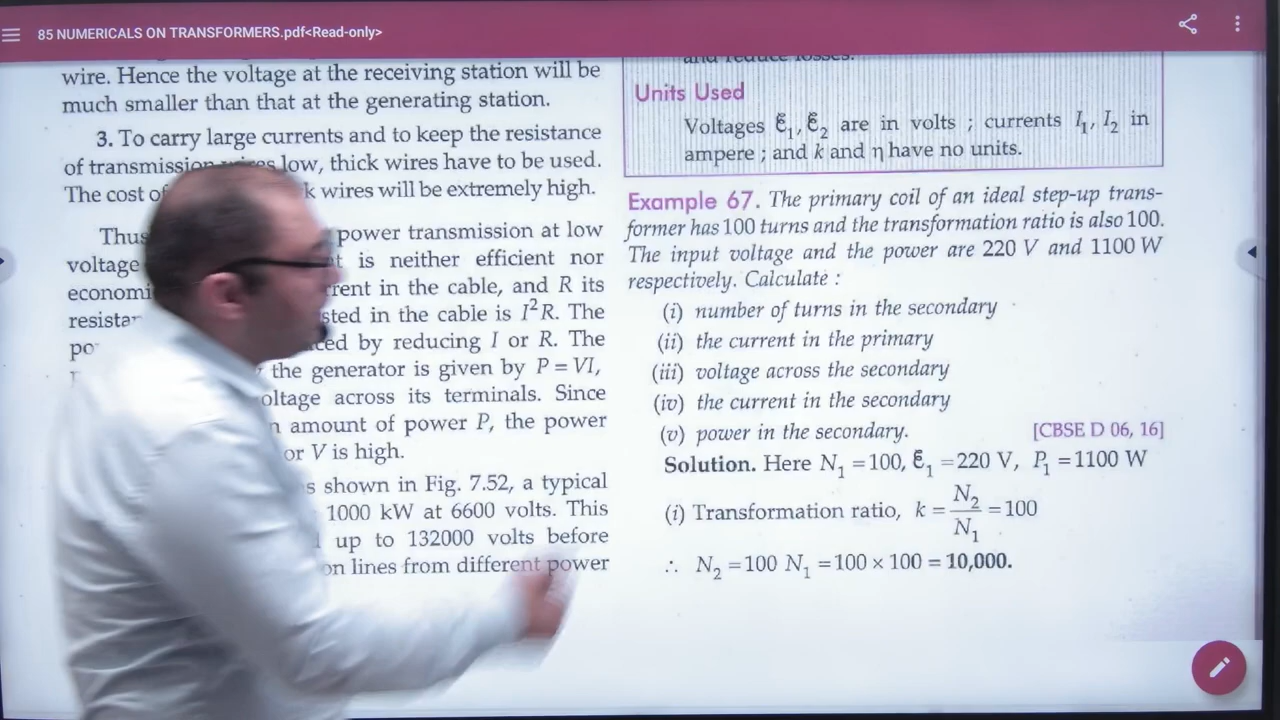 85 NUMERICALS ON TRANSFORMERS.pdf<Read-only>
wire. Hence the voltage at the receiving station will be
much smaller than that at the generating station.
3. To carry large currents and to keep the resistance
of transmission wires low, thick wires have to be used.
The cost of k wires will be extremely high.
Thus power transmission at low
voltage is neither efficient nor
rent in the cable, and R its
sted in the cable is I²R. The
ced by reducing I or R. The
the generator is given by P = VI,
oltage across its terminals. Since
amount of power P, the power
or V is high.
s shown in Fig. 7.52, a typical
1000 kW at 6600 volts. This
up to 132000 volts before
on lines from different power
and reduce losses.
Units Used
Voltages ℰ₁, ℰ₂ are in volts ; currents I₁, I₂ in
ampere ; and k and η have no units.
Example 67. The primary coil of an ideal step-up trans-
former has 100 turns and the transformation ratio is also 100.
The input voltage and the power are 220 V and 1100 W
respectively. Calculate :
(i) number of turns in the secondary
(ii) the current in the primary
(iii) voltage across the secondary
(iv) the current in the secondary
(v) power in the secondary. [CBSE D 06, 16]
Solution. Here N₁ = 100, ℰ₁ = 220 V, P₁ = 1100 W
(i) Transformation ratio, k = N₂/N₁ = 100
∴ N₂ = 100 N₁ = 100 × 100 = 10,000.